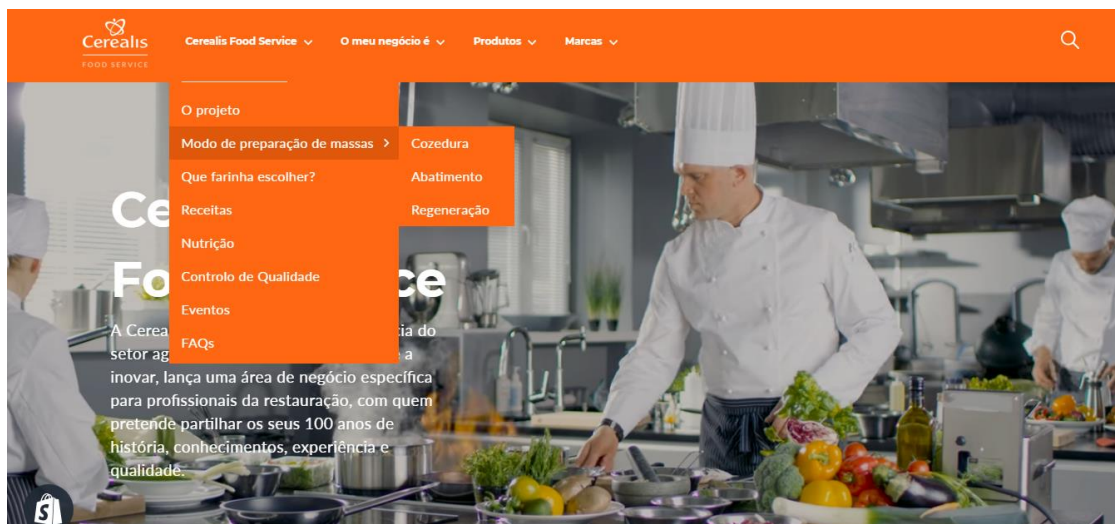 Cerealis
FOOD SERVICE
Cerealis Food Service
O meu negócio é
Produtos
Marcas
O projeto
Modo de preparação de massas
Cozedura
Que farinha escolher?
Abatimento
Receitas
Regeneração
Nutrição
Controlo de Qualidade
Eventos
FAQs
Ce
Fo ce
A Cerea cia do
setor ag e a
inovar, lança uma área de negócio específica
para profissionais da restauração, com quem
pretende partilhar os seus 100 anos de
história, conhecimentos, experiência e
qualidade.